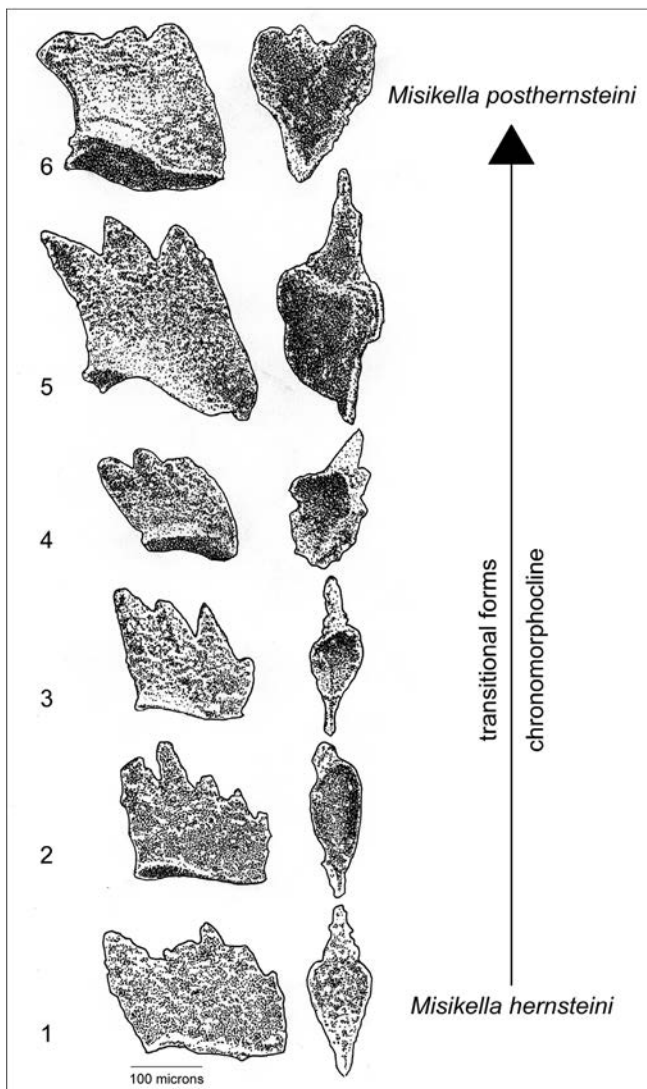 Misikella posthernsteini
6
5
4
3
2
1
transitional forms
chronomorphocline
Misikella hernsteini
100 microns